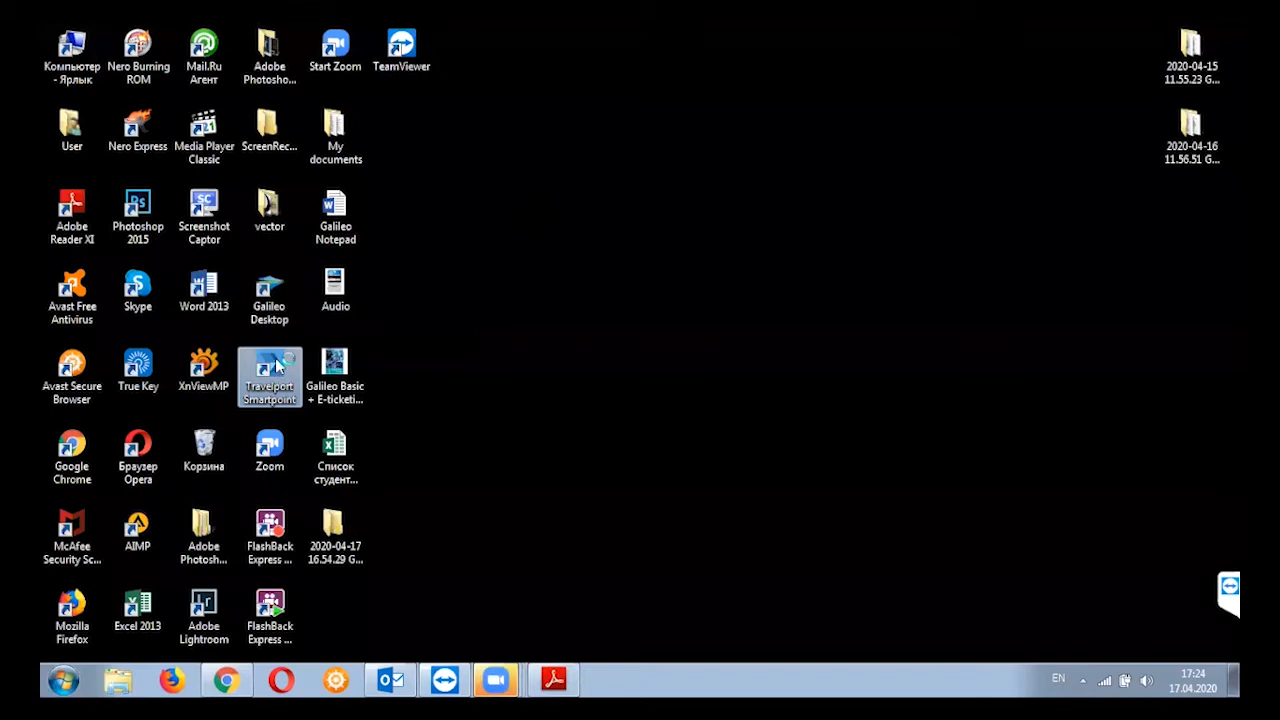 Компьютер
- Ярлык
Nero Burning
ROM
Mail.Ru
Агент
Adobe
Photosho...
Start Zoom
TeamViewer
2020-04-15
11.55.23 G...
User
Nero Express
Media Player
Classic
ScreenRec...
My
documents
2020-04-16
11.56.51 G...
Adobe
Reader XI
Photoshop
2015
Screenshot
Captor
vector
Galileo
Notepad
Avast Free
Antivirus
Skype
Word 2013
Galileo
Desktop
Audio
Avast Secure
Browser
True Key
XnViewMP
Travelport
Smartpoint
Galileo Basic
+ E-ticketi...
Google
Chrome
Браузер
Opera
Корзина
Zoom
Список
студент...
McAfee
Security Sc...
AIMP
Adobe
Photosh...
FlashBack
Express ...
2020-04-17
16.54.29 G...
Mozilla
Firefox
Excel 2013
Adobe
Lightroom
FlashBack
Express ...
EN
17:24
17.04.2020